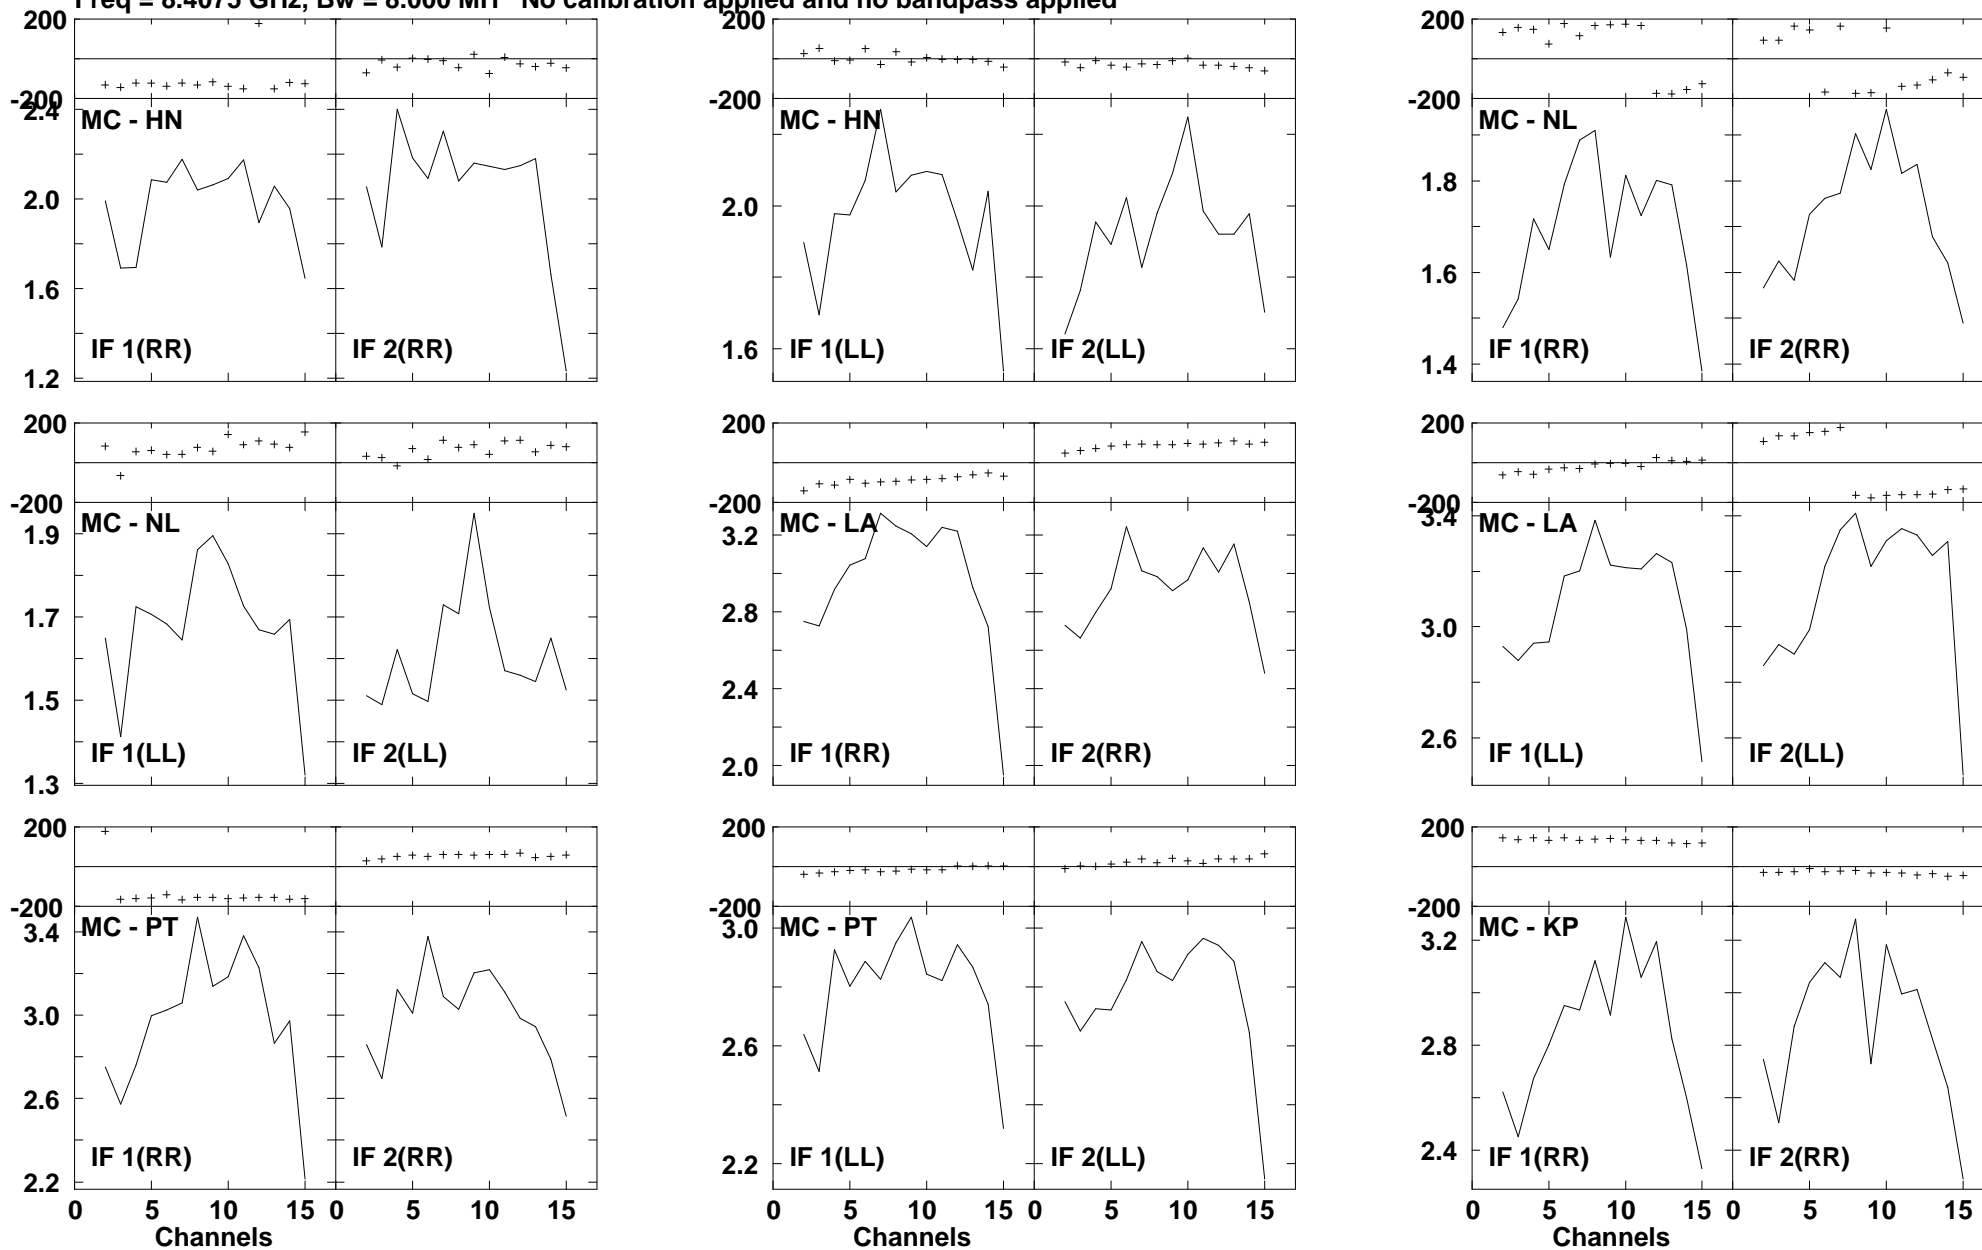 Freq = 8.4075 GHz, Bw = 8.000 MH No calibration applied and no bandpass applied
200
-200
2.4
2.0
1.6
1.2
MC - HN
IF 1(RR)
IF 2(RR)
200
-200
2.0
1.6
MC - HN
IF 1(LL)
IF 2(LL)
200
-200
1.8
1.6
1.4
MC - NL
IF 1(RR)
IF 2(RR)
200
-200
1.9
1.7
1.5
1.3
MC - NL
IF 1(LL)
IF 2(LL)
200
-200
3.2
2.8
2.4
2.0
MC - LA
IF 1(RR)
IF 2(RR)
200
-200
3.4
3.0
2.6
MC - LA
IF 1(LL)
IF 2(LL)
200
-200
3.4
3.0
2.6
2.2
MC - PT
IF 1(RR)
IF 2(RR)
0 5 10 15 0 5 10 15
Channels
200
-200
3.0
2.6
2.2
MC - PT
IF 1(LL)
IF 2(LL)
0 5 10 15 0 5 10 15
Channels
200
-200
3.2
2.8
2.4
MC - KP
IF 1(RR)
IF 2(RR)
0 5 10 15 0 5 10 15
Channels